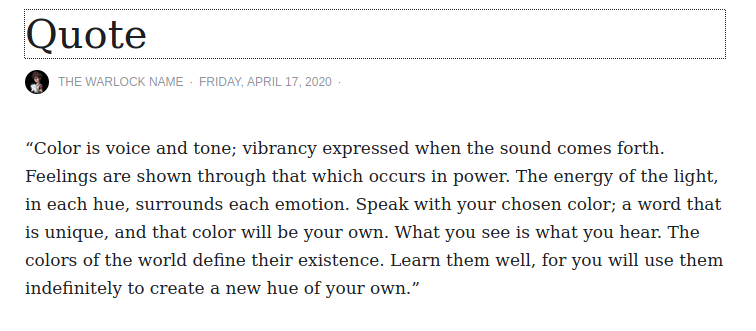 Quote
THE WARLOCK NAME · FRIDAY, APRIL 17, 2020 ·
“Color is voice and tone; vibrancy expressed when the sound comes forth.
Feelings are shown through that which occurs in power. The energy of the light,
in each hue, surrounds each emotion. Speak with your chosen color; a word that
is unique, and that color will be your own. What you see is what you hear. The
colors of the world define their existence. Learn them well, for you will use them
indefinitely to create a new hue of your own.”